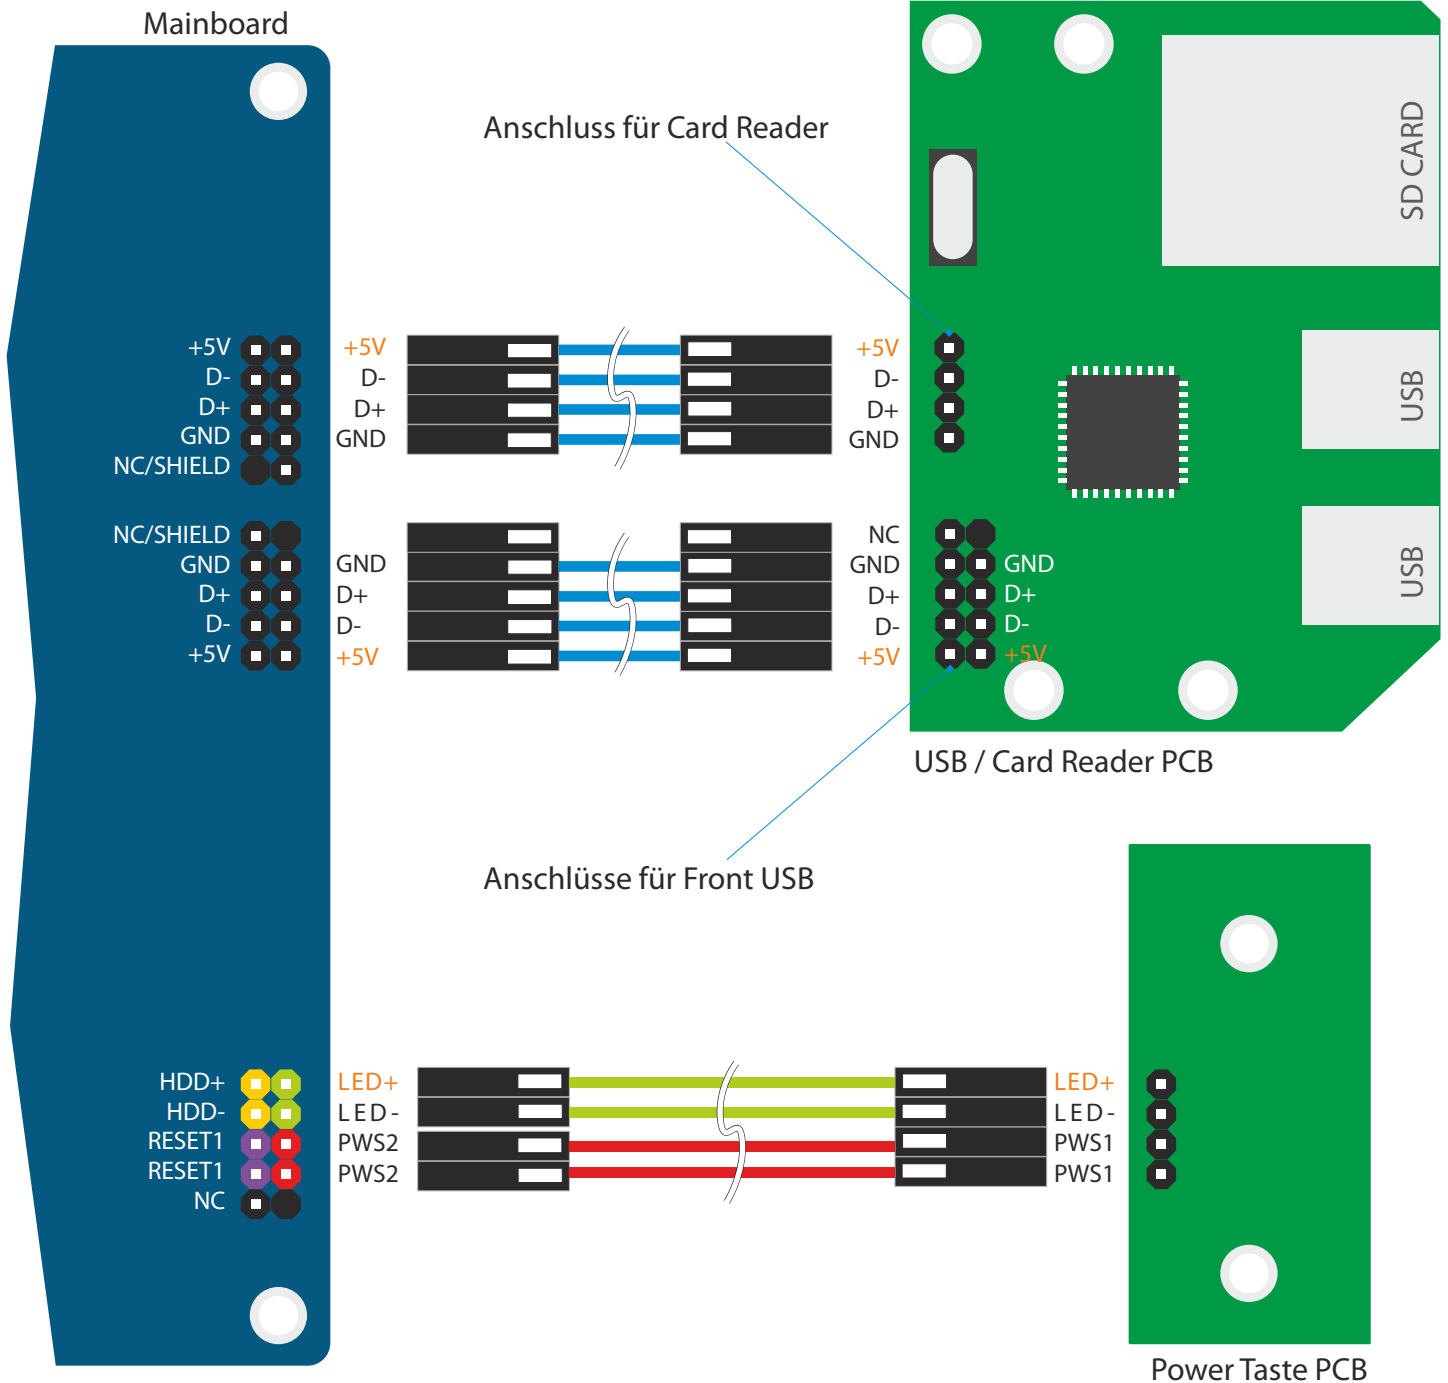 Mainboard
Anschluss für Card Reader
SD CARD
USB
USB
+5V +5V +5V
D- D- D-
D+ D+ D+
GND GND GND
NC/SHIELD
NC/SHIELD NC
GND GND GND GND
D+ D+ D+ D+
D- D- D- D-
+5V +5V +5V +5V
USB / Card Reader PCB
Anschlüsse für Front USB
HDD+ LED+ LED+
HDD- LED- LED-
RESET1 PWS2 PWS1
RESET1 PWS2 PWS1
NC
Power Taste PCB